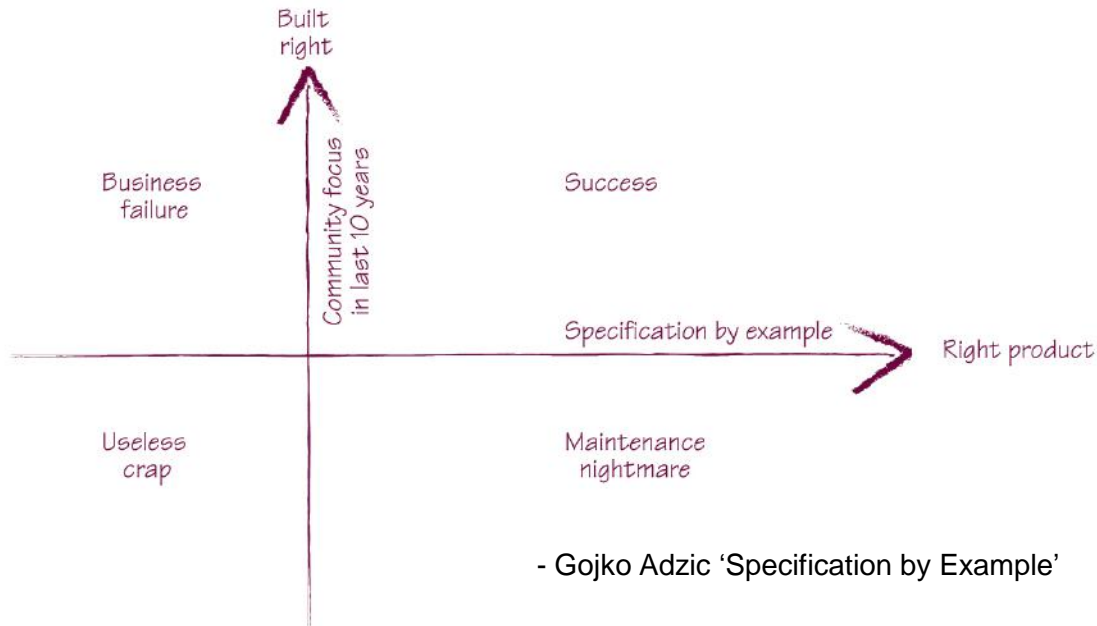 Built
right
Community focus
in last 10 years
Business
failure
Success
Specification by example
Right product
Useless
crap
Maintenance
nightmare
- Gojko Adzic ‘Specification by Example’